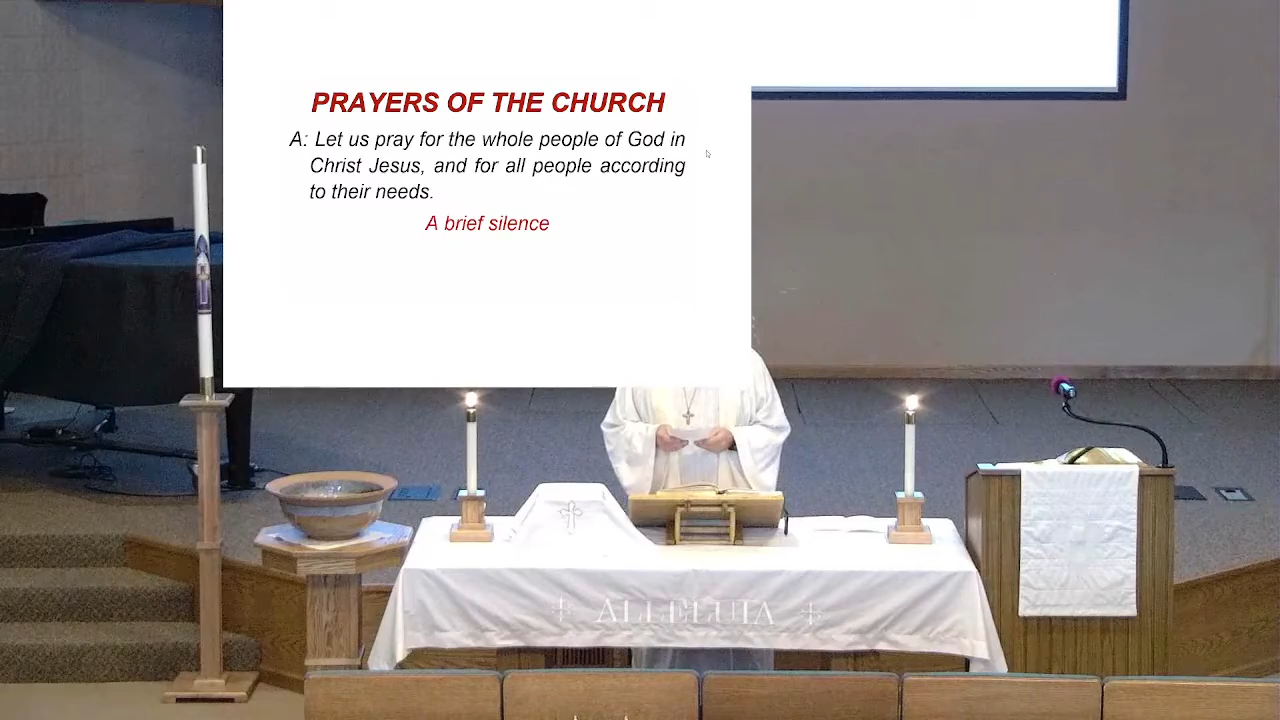 PRAYERS OF THE CHURCH
A: Let us pray for the whole people of God in
Christ Jesus, and for all people according
to their needs.
A brief silence
ALLELUIA